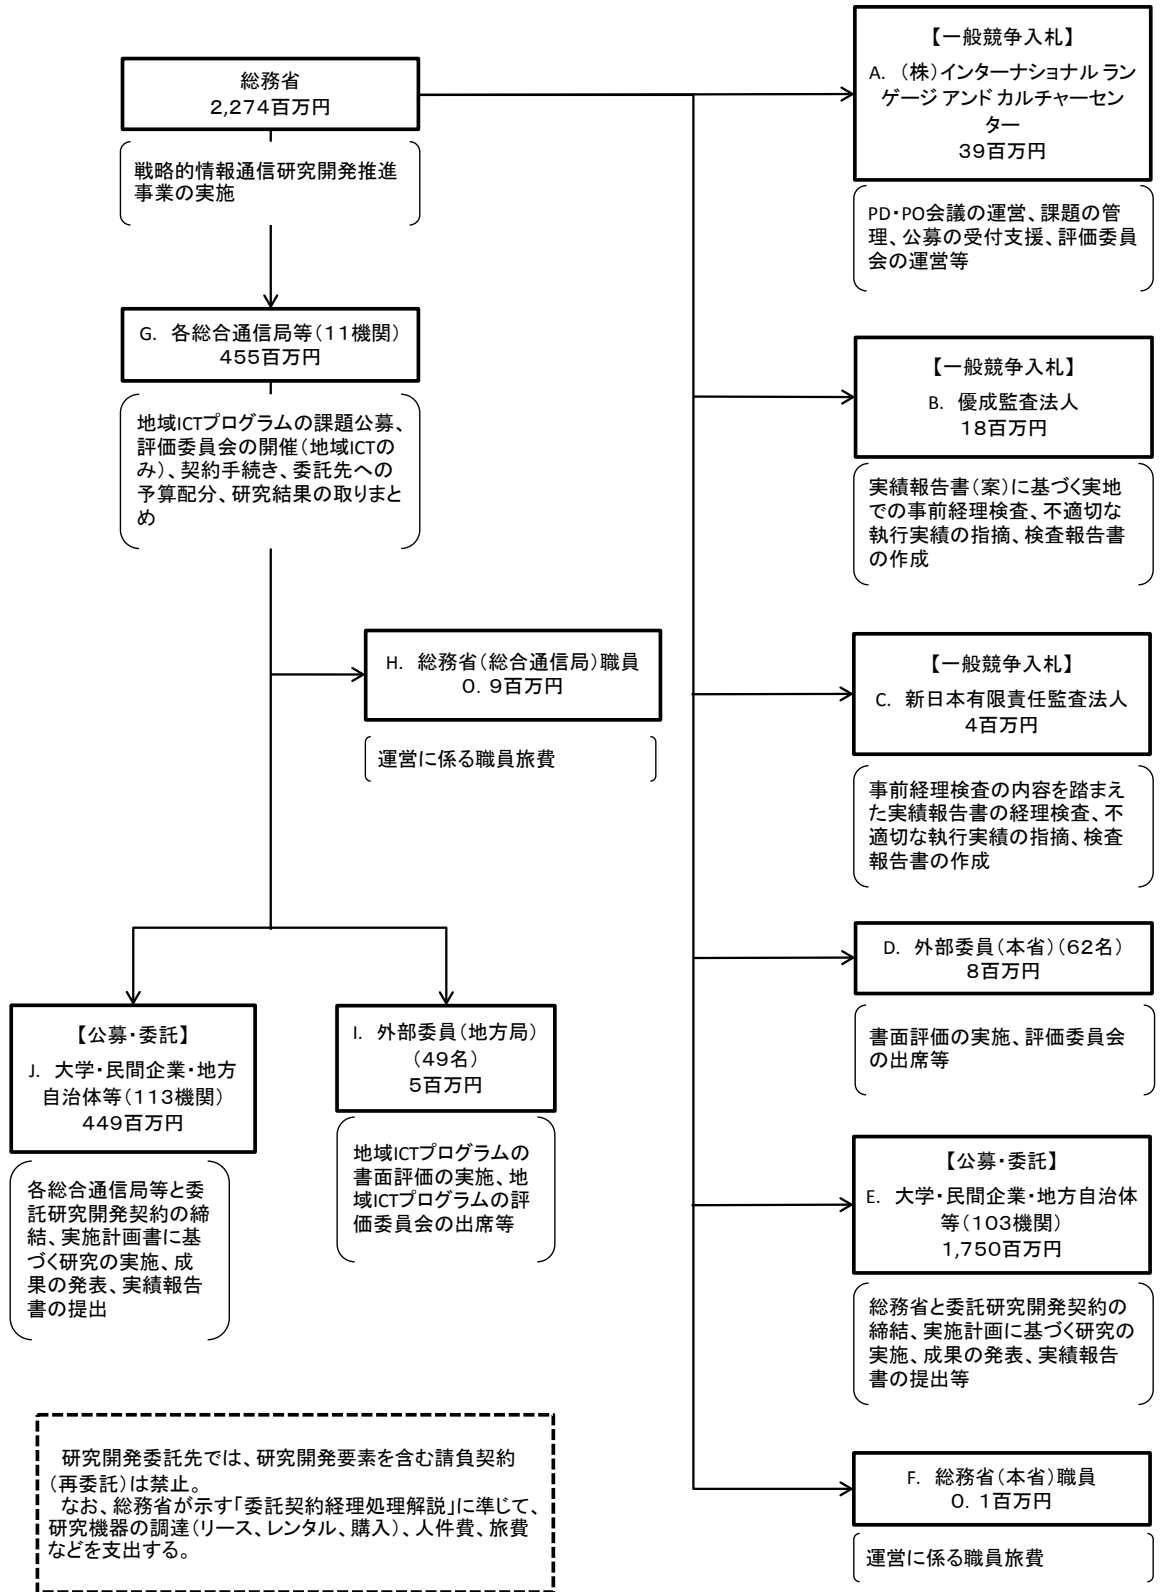 総務省
2,274百万円
戦略的情報通信研究開発推進
事業の実施
G. 各総合通信局等(11機関)
455百万円
地域ICTプログラムの課題公募、
評価委員会の開催(地域ICTの
み)、契約手続き、委託先への
予算配分、研究結果の取りまと
め
H. 総務省(総合通信局)職員
0.9百万円
運営に係る職員旅費
【公募・委託】
J. 大学・民間企業・地方
自治体等(113機関)
449百万円
各総合通信局等と委
託研究開発契約の締
結、実施計画書に基
づく研究の実施、成
果の発表、実績報告
書の提出
I. 外部委員(地方局)
(49名)
5百万円
地域ICTプログラムの
書面評価の実施、地
域ICTプログラムの評
価委員会の出席等
研究開発委託先では、研究開発要素を含む請負契約
(再委託)は禁止。
なお、総務省が示す「委託契約経理処理解説」に準じて、
研究機器の調達(リース、レンタル、購入)、人件費、旅費
などを支出する。
【一般競争入札】
A. (株)インターナショナル ラン
ゲージ アンド カルチャーセン
ター
39百万円
PD・PO会議の運営、課題の管
理、公募の受付支援、評価委員
会の運営等
【一般競争入札】
B. 優成監査法人
18百万円
実績報告書(案)に基づく実地
での事前経理検査、不適切な
執行実績の指摘、検査報告書
の作成
【一般競争入札】
C. 新日本有限責任監査法人
4百万円
事前経理検査の内容を踏まえ
た実績報告書の経理検査、不
適切な執行実績の指摘、検査
報告書の作成
D. 外部委員(本省)(62名)
8百万円
書面評価の実施、評価委員会
の出席等
【公募・委託】
E. 大学・民間企業・地方自治体
等(103機関)
1,750百万円
総務省と委託研究開発契約の
締結、実施計画に基づく研究の
実施、成果の発表、実績報告
書の提出等
F. 総務省(本省)職員
0.1百万円
運営に係る職員旅費